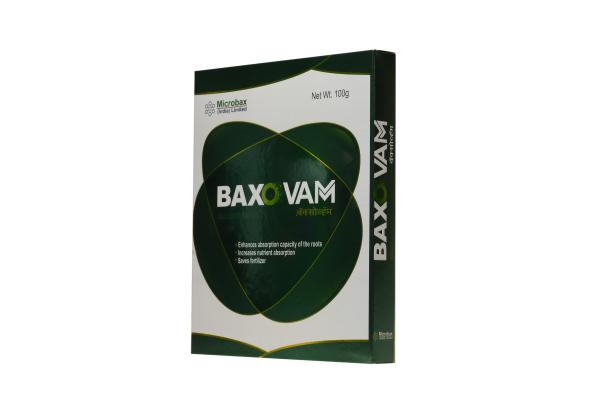 Microbax
(India) Limited
Net Wt. 100g
BAXO VAM
बॅक्सोव्हॅम
Enhances absorption capacity of the roots
Increases nutrient absorption
Saves fertilizer
BAXO VAM
बॅक्सोव्हॅम
Microbax